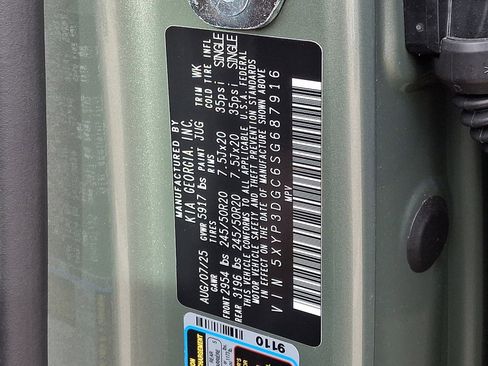 MANUFACTURED BY
KIA GEORGIA, INC.
AUG/07/25 GVWR 5917 lbs PAINT JUG TRIM WK
GAWR RIMS COLD TIRE INFL
FRONT 2954 lbs 245/50R20 7.5Jx20 35psi SINGLE
REAR 3196 lbs 245/50R20 7.5Jx20 35psi SINGLE
THIS VEHICLE CONFORMS TO ALL APPLICABLE U.S.A. FEDERAL
MOTOR VEHICLE SAFETY AND THEFT PREVENTION STANDARDS
IN EFFECT ON THE DATE OF MANUFACTURE SHOWN ABOVE
VIN 5XYP3DGC6SG687916
MPV
9110
REAR